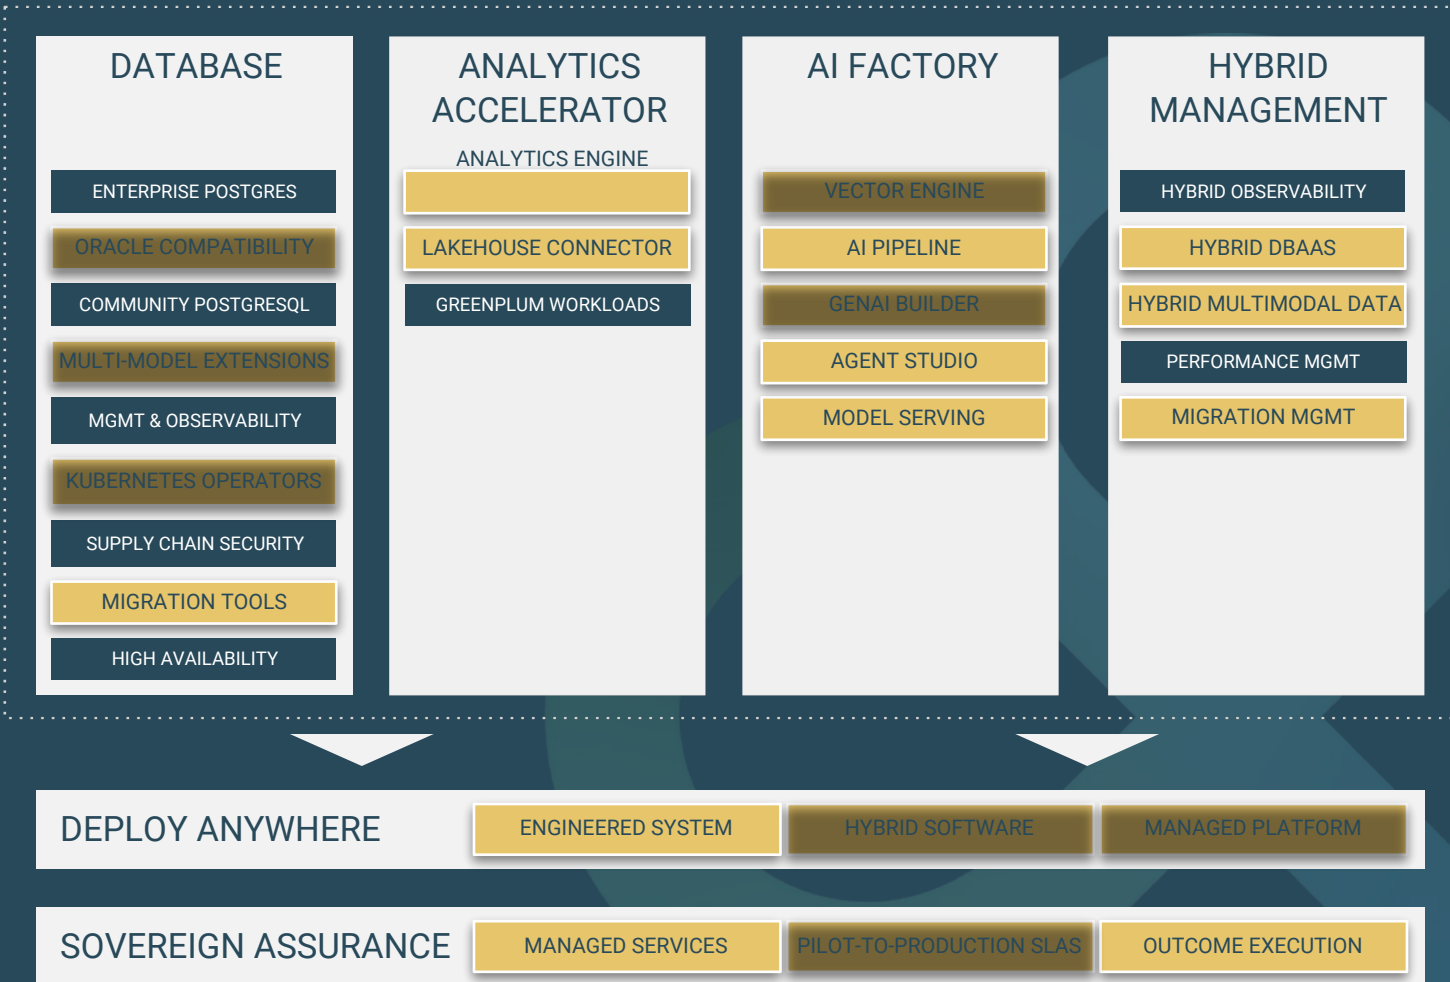 DATABASE
ENTERPRISE POSTGRES
ORACLE COMPATIBILITY
COMMUNITY POSTGRESQL
MULTI-MODEL EXTENSIONS
MGMT & OBSERVABILITY
KUBERNETES OPERATORS
SUPPLY CHAIN SECURITY
MIGRATION TOOLS
HIGH AVAILABILITY
ANALYTICS
ACCELERATOR
ANALYTICS ENGINE
LAKEHOUSE CONNECTOR
GREENPLUM WORKLOADS
AI FACTORY
VECTOR ENGINE
AI PIPELINE
GENAI BUILDER
AGENT STUDIO
MODEL SERVING
HYBRID
MANAGEMENT
HYBRID OBSERVABILITY
HYBRID DBAAS
HYBRID MULTIMODAL DATA
PERFORMANCE MGMT
MIGRATION MGMT
DEPLOY ANYWHERE
ENGINEERED SYSTEM
HYBRID SOFTWARE
MANAGED PLATFORM
SOVEREIGN ASSURANCE
MANAGED SERVICES
PILOT-TO-PRODUCTION SLAS
OUTCOME EXECUTION